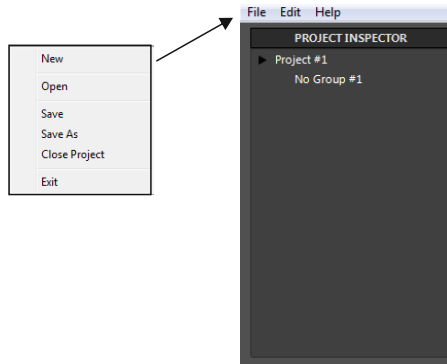 File Edit Help
PROJECT INSPECTOR
Project #1
No Group #1
New
Open
Save
Save As
Close Project
Exit